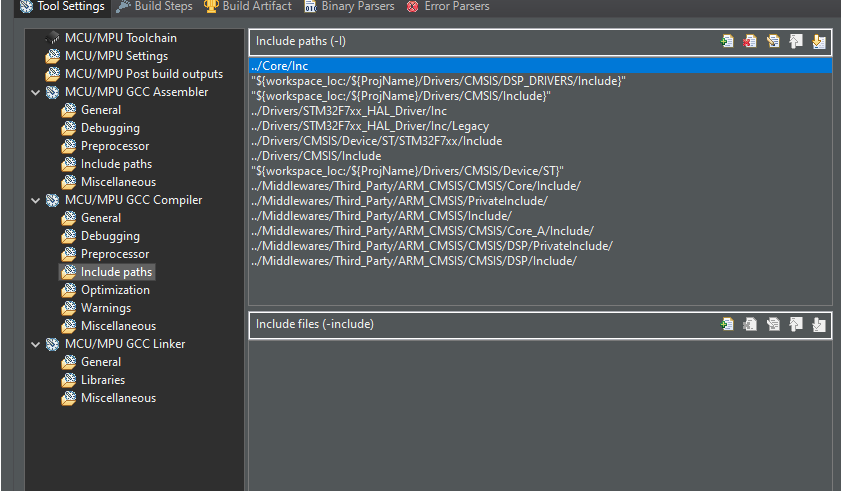 Tool Settings Build Steps Build Artifact Binary Parsers Error Parsers
MCU/MPU Toolchain
MCU/MPU Settings
MCU/MPU Post build outputs
MCU/MPU GCC Assembler
General
Debugging
Preprocessor
Include paths
Miscellaneous
MCU/MPU GCC Compiler
General
Debugging
Preprocessor
Include paths
Optimization
Warnings
Miscellaneous
MCU/MPU GCC Linker
General
Libraries
Miscellaneous
Include paths (-I)
../Core/Inc
"${workspace_loc:/${ProjName}/Drivers/CMSIS/DSP_DRIVERS/Include}"
"${workspace_loc:/${ProjName}/Drivers/CMSIS/Include}"
../Drivers/STM32F7xx_HAL_Driver/Inc
../Drivers/STM32F7xx_HAL_Driver/Inc/Legacy
../Drivers/CMSIS/Device/ST/STM32F7xx/Include
../Drivers/CMSIS/Include
"${workspace_loc:/${ProjName}/Drivers/CMSIS/Device/ST}"
../Middlewares/Third_Party/ARM_CMSIS/CMSIS/Core/Include/
../Middlewares/Third_Party/ARM_CMSIS/PrivateInclude/
../Middlewares/Third_Party/ARM_CMSIS/Include/
../Middlewares/Third_Party/ARM_CMSIS/CMSIS/Core_A/Include/
../Middlewares/Third_Party/ARM_CMSIS/CMSIS/DSP/PrivateInclude/
../Middlewares/Third_Party/ARM_CMSIS/CMSIS/DSP/Include/
Include files (-include)